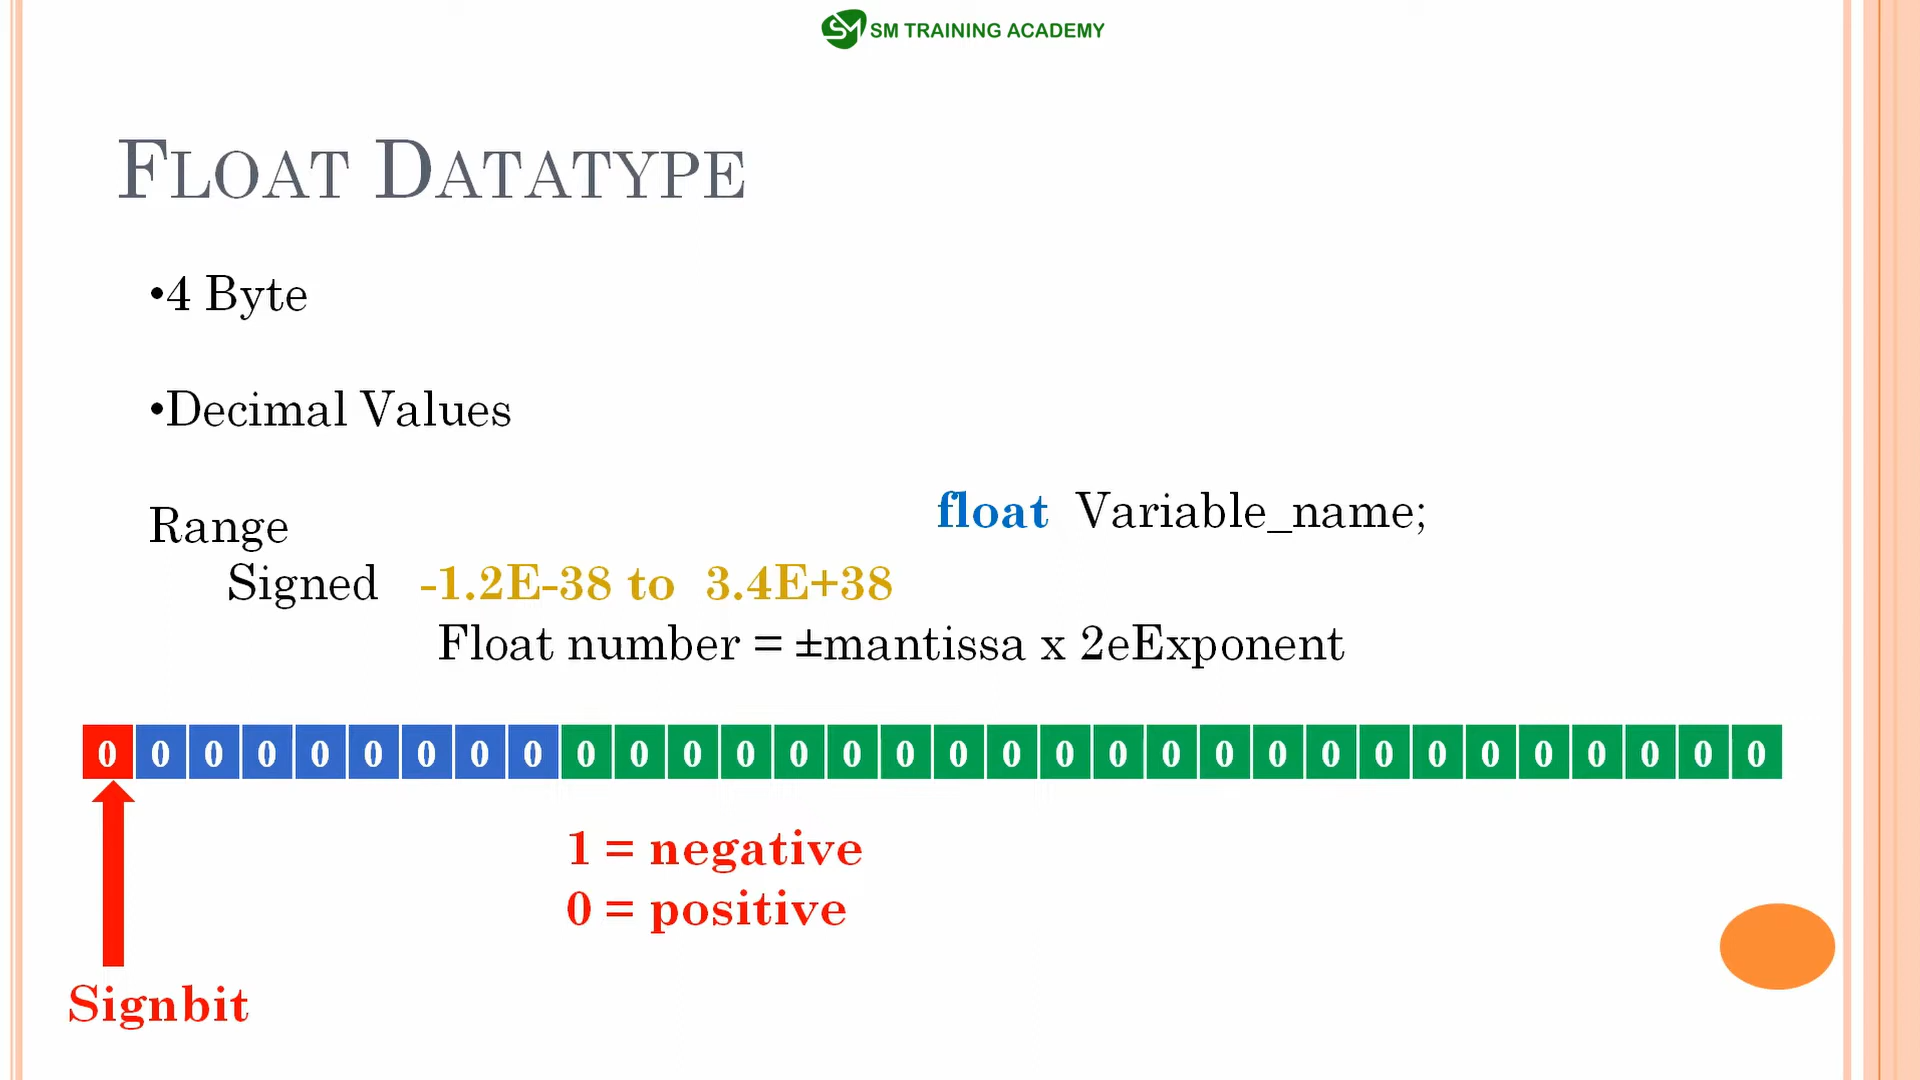 SM TRAINING ACADEMY
FLOAT DATATYPE
•4 Byte
•Decimal Values
Range
float Variable_name;
Signed -1.2E-38 to 3.4E+38
Float number = ±mantissa x 2eExponent
0 0 0 0 0 0 0 0 0 0 0 0 0 0 0 0 0 0 0 0 0 0 0 0 0 0 0 0 0 0 0 0
1 = negative
0 = positive
Signbit